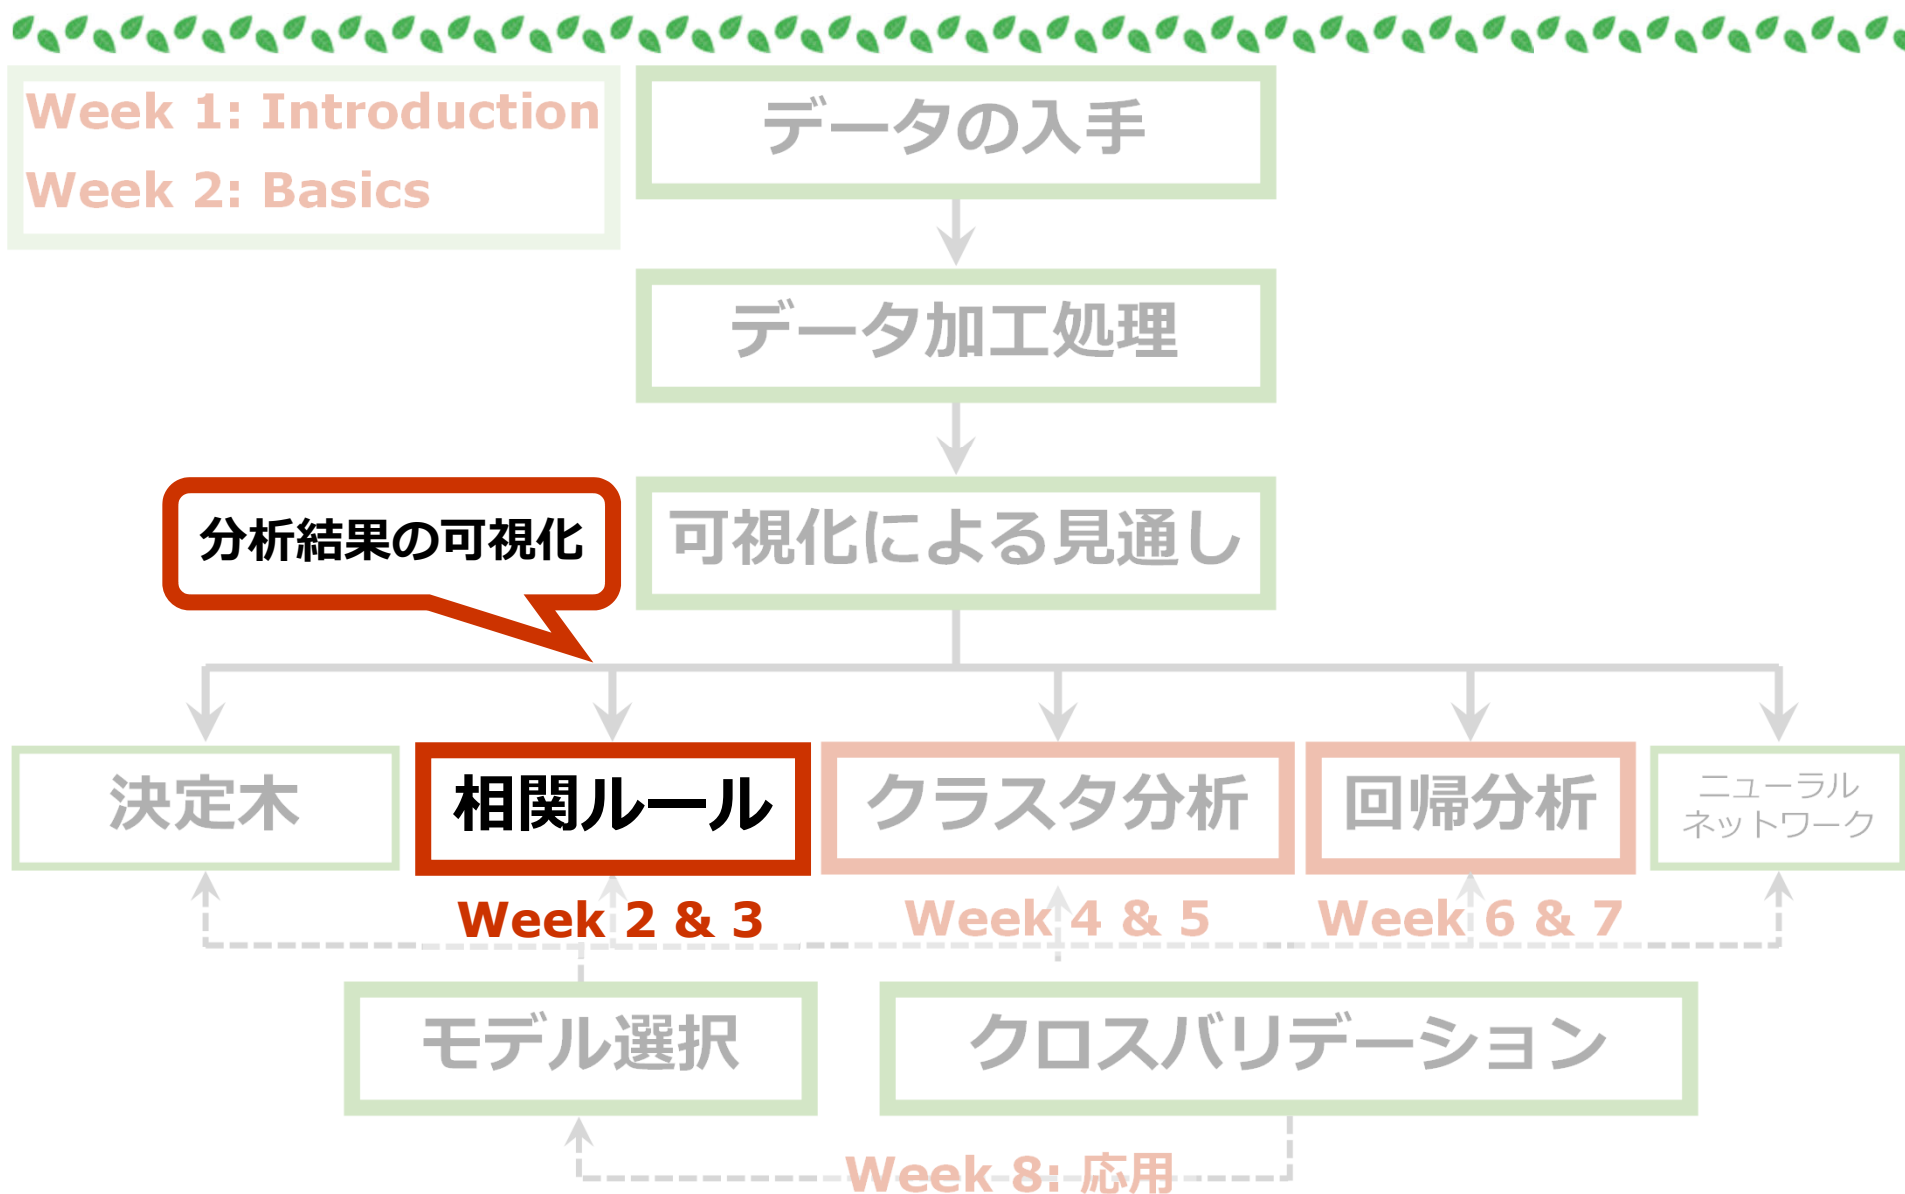 Week 1: Introduction
Week 2: Basics
データの入手
データ加工処理
分析結果の可視化
可視化による見通し
決定木
相関ルール
クラスタ分析
回帰分析
ニューラル
ネットワーク
Week 2 & 3
Week 4 & 5
Week 6 & 7
モデル選択
クロスバリデーション
Week 8: 応用